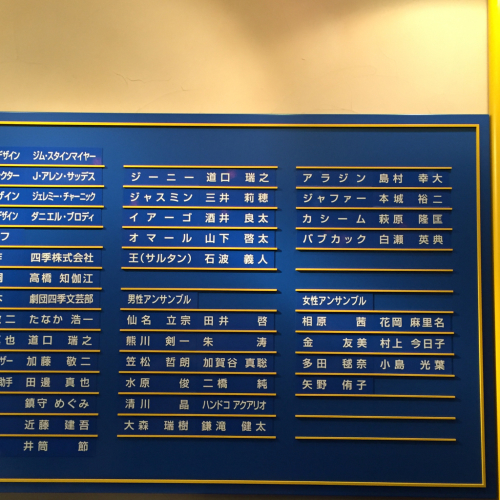 デザイン ジム・スタインマイヤー
クター J・アレン・サッデス
ザイン ジェレミー・チャーニック
デザイン ダニエル・ブロディ
フ
四季株式会社
高橋 知伽江
劇団四季文芸部
二 たなか 浩一
也 道口 瑞之
ザー 加藤 敬二
助手 田邊 真也
鎮守 めぐみ
近藤 建吾
井筒 節
ジーニー 道口 瑞之
ジャスミン 三井 莉穂
イアーゴ 酒井 良太
オマール 山下 啓太
王(サルタン) 石波 義人
男性アンサンブル
仙名 立宗 田井 啓
熊川 剣一 朱 涛
笠松 哲朗 加賀谷 真聡
水原 俊 二橋 純
清川 晶 ハンドコ アクアリオ
大森 瑞樹 鎌滝 健太
アラジン 島村 幸大
ジャファー 本城 裕二
カシーム 萩原 隆匡
バブカック 白瀬 英典
女性アンサンブル
相原 茜 花岡 麻里名
金 友美 村上 今日子
多田 毬奈 小島 光葉
矢野 侑子